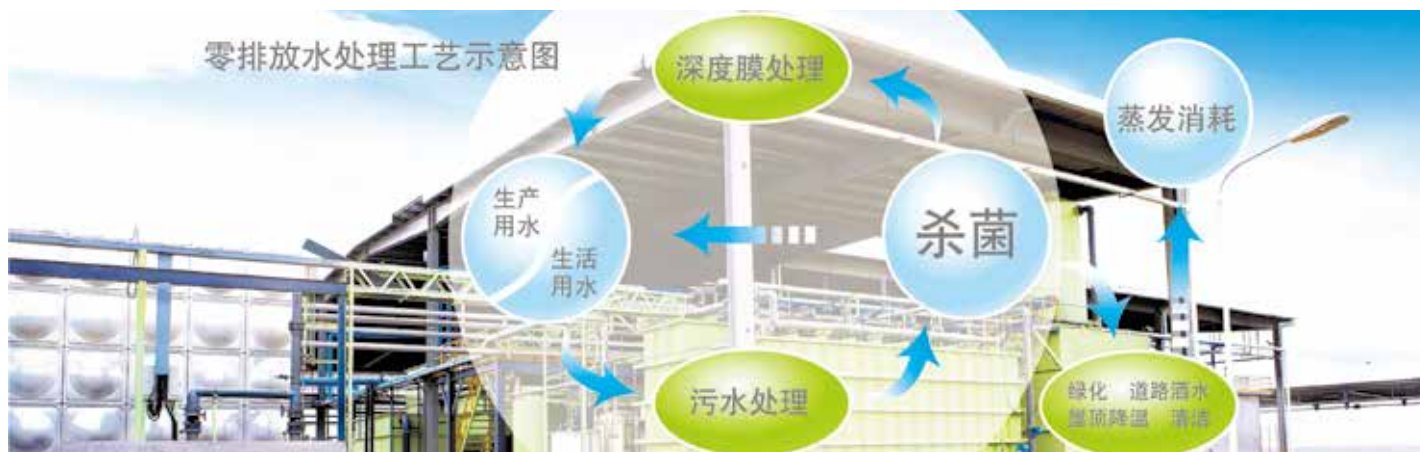 零排放水处理工艺示意图
深度膜处理
蒸发消耗
生产
用水
生活
用水
杀菌
污水处理
绿化 道路洒水
屋顶降温 清洁